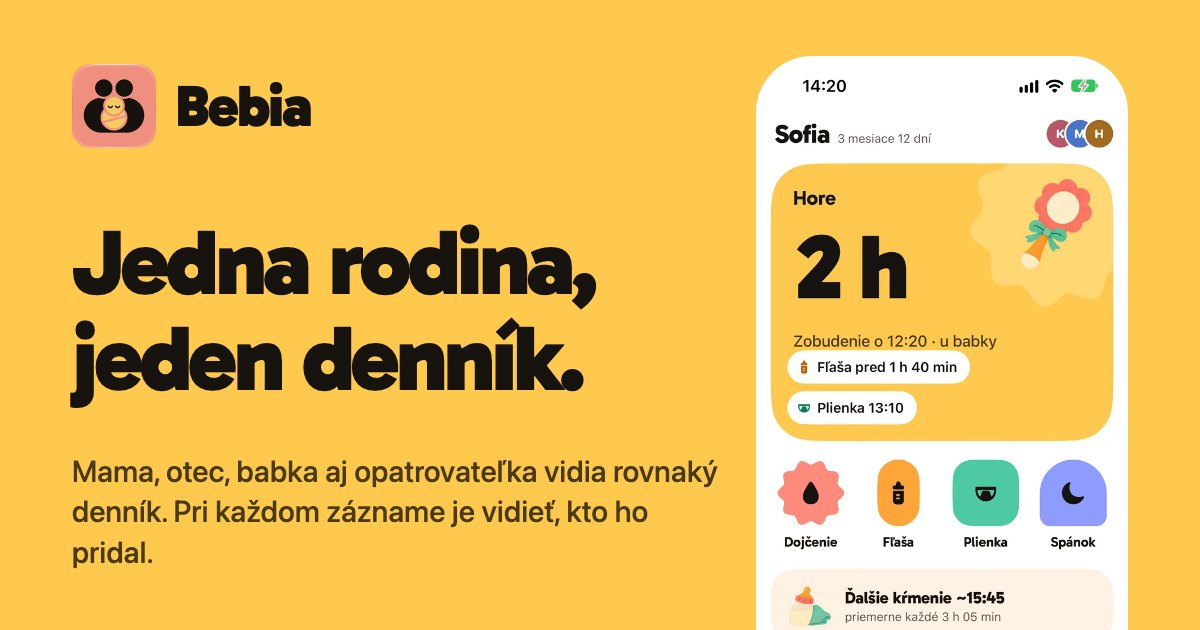 Bebia
Jedna rodina,
jeden denník.
Mama, otec, babka aj opatrovateľka vidia rovnaký
denník. Pri každom zázname je vidieť, kto ho
pridal.
14:20
Sofia 3 mesiace 12 dní
K M H
Hore
2 h
Zobudenie o 12:20 · u babky
Fľaša pred 1 h 40 min
Plienka 13:10
Dojčenie Fľaša Plienka Spánok
Ďalšie kŕmenie ~15:45
priemerne každé 3 h 05 min